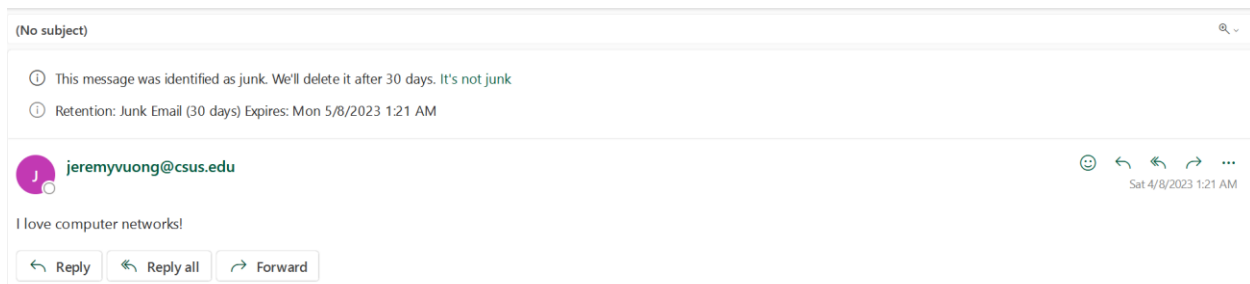 (No subject)
This message was identified as junk. We'll delete it after 30 days. It's not junk
Retention: Junk Email (30 days) Expires: Mon 5/8/2023 1:21 AM
J
jeremyvuong@csus.edu
Sat 4/8/2023 1:21 AM
I love computer networks!
Reply Reply all Forward